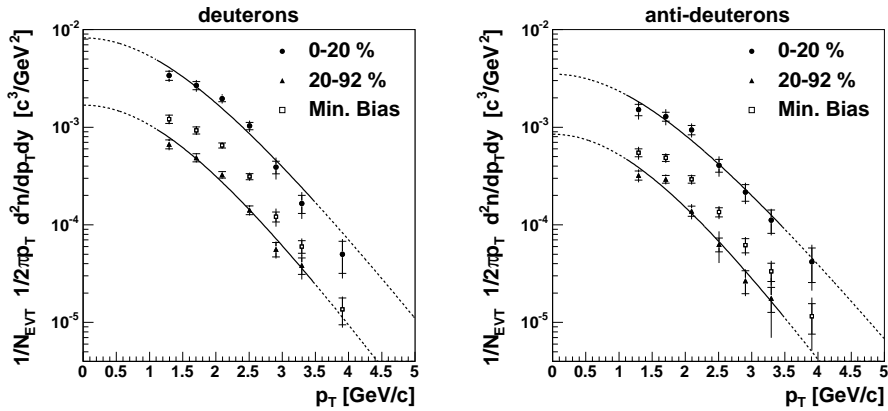 deuterons
10⁻²
10⁻³
10⁻⁴
10⁻⁵
1/N_EVT 1/2πp_T d²n/dp_Tdy [c³/GeV²]
0-20 %
20-92 %
Min. Bias
0 0.5 1 1.5 2 2.5 3 3.5 4 4.5 5
p_T [GeV/c]
anti-deuterons
10⁻²
10⁻³
10⁻⁴
10⁻⁵
1/N_EVT 1/2πp_T d²n/dp_Tdy [c³/GeV²]
0-20 %
20-92 %
Min. Bias
0 0.5 1 1.5 2 2.5 3 3.5 4 4.5 5
p_T [GeV/c]